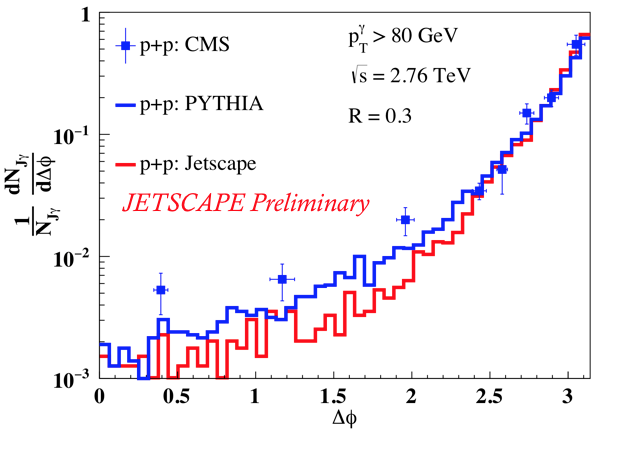 1
10⁻¹
10⁻²
10⁻³
1/N_Jγ dN_Jγ/dΔϕ
p+p: CMS
p+p: PYTHIA
p+p: Jetscape
JETSCAPE Preliminary
p_T^γ > 80 GeV
√s = 2.76 TeV
R = 0.3
0 0.5 1 1.5 2 2.5 3
Δϕ